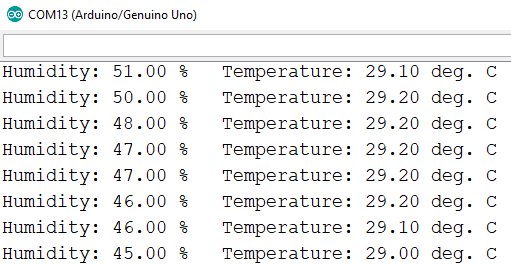 COM13 (Arduino/Genuino Uno)
Humidity: 51.00 %   Temperature: 29.10 deg. C
Humidity: 50.00 %   Temperature: 29.20 deg. C
Humidity: 48.00 %   Temperature: 29.20 deg. C
Humidity: 47.00 %   Temperature: 29.20 deg. C
Humidity: 47.00 %   Temperature: 29.20 deg. C
Humidity: 46.00 %   Temperature: 29.20 deg. C
Humidity: 46.00 %   Temperature: 29.10 deg. C
Humidity: 45.00 %   Temperature: 29.00 deg. C